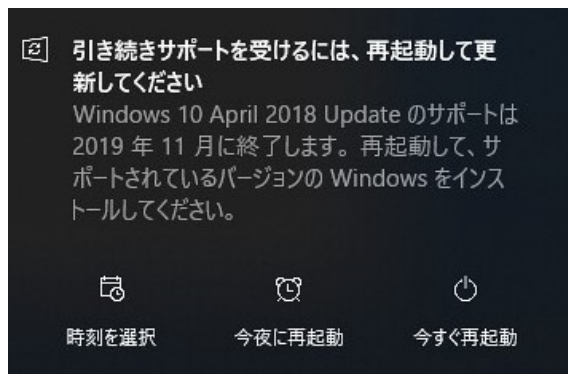 引き続きサポートを受けるには、再起動して更
新してください
Windows 10 April 2018 Update のサポートは
2019 年 11 月に終了します。再起動して、サ
ポートされているバージョンの Windows をインス
トールしてください。
時刻を選択
今夜に再起動
今すぐ再起動